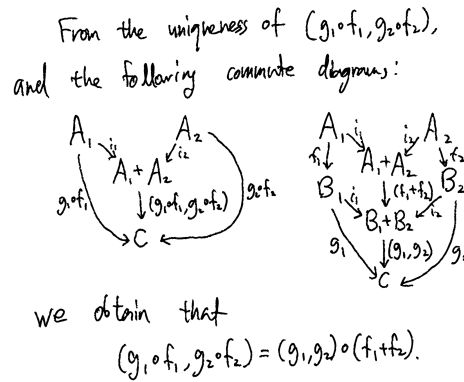 From the uniqueness of (g₁∘f₁, g₂∘f₂),
and the following commute diagrams:
A₁ A₂
i₁ i₂
A₁+A₂
g₁∘f₁ (g₁∘f₁, g₂∘f₂) g₂∘f₂
C
A₁ A₂
i₁ i₂
f₁ A₁+A₂ f₂
B₁ (f₁+f₂) B₂
i₁ i₂
B₁+B₂
g₁ (g₁,g₂) g₂
C
we obtain that
(g₁∘f₁, g₂∘f₂) = (g₁,g₂)∘(f₁+f₂).